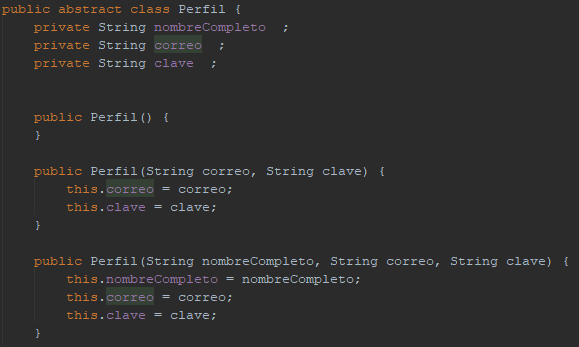 public abstract class Perfil {
    private String nombreCompleto  ;
    private String correo  ;
    private String clave  ;
    public Perfil() {
    }
    public Perfil(String correo, String clave) {
        this.correo = correo;
        this.clave = clave;
    }
    public Perfil(String nombreCompleto, String correo, String clave) {
        this.nombreCompleto = nombreCompleto;
        this.correo = correo;
        this.clave = clave;
    }